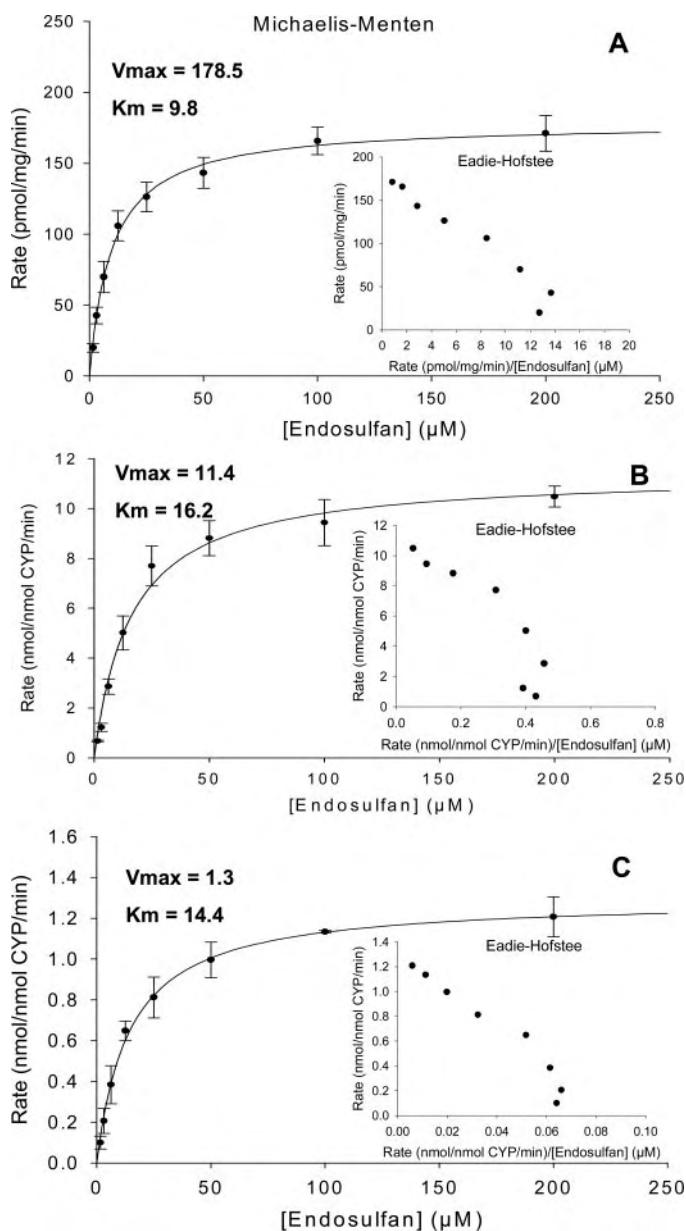 Michaelis-Menten
A
Vmax = 178.5
Km = 9.8
Rate (pmol/mg/min)
250
200
150
100
50
0
Eadie-Hofstee
Rate (pmol/mg/min)
200
150
100
50
0
0 2 4 6 8 10 12 14 16 18 20
Rate (pmol/mg/min)/[Endosulfan] (µM)
0 50 100 150 200 250
[Endosulfan] (µM)
B
Vmax = 11.4
Km = 16.2
Rate (nmol/nmol CYP/min)
12
10
8
6
4
2
0
Eadie-Hofstee
Rate (nmol/nmol CYP/min)
12
10
8
6
4
2
0
0.0 0.2 0.4 0.6 0.8
Rate (nmol/nmol CYP/min)/[Endosulfan] (µM)
0 50 100 150 200 250
[Endosulfan] (µM)
C
Vmax = 1.3
Km = 14.4
Rate (nmol/nmol CYP/min)
1.6
1.4
1.2
1.0
0.8
0.6
0.4
0.2
0.0
Eadie-Hofstee
Rate (nmol/nmol CYP/min)
1.4
1.2
1.0
0.8
0.6
0.4
0.2
0.0
0.00 0.02 0.04 0.06 0.08 0.10
Rate (nmol/nmol CYP/min)/[Endosulfan] (µM)
0 50 100 150 200 250
[Endosulfan] (µM)